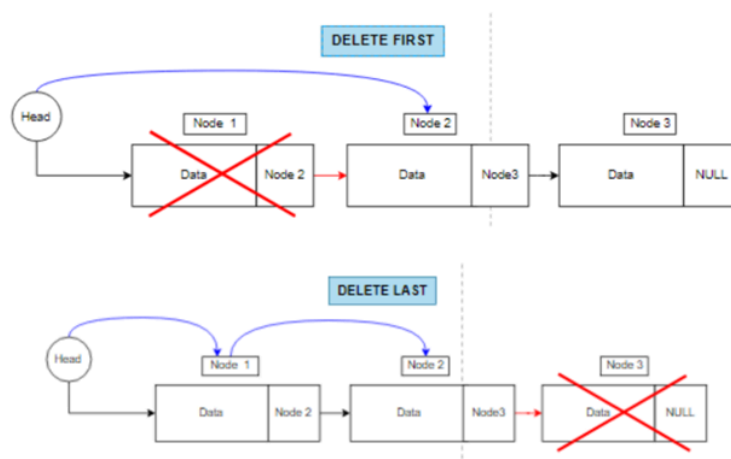 DELETE FIRST
Head
Node 1
Node 2
Node 3
Data
Node 2
Data
Node3
Data
NULL
DELETE LAST
Head
Node 1
Node 2
Node 3
Data
Node 2
Data
Node3
Data
NULL